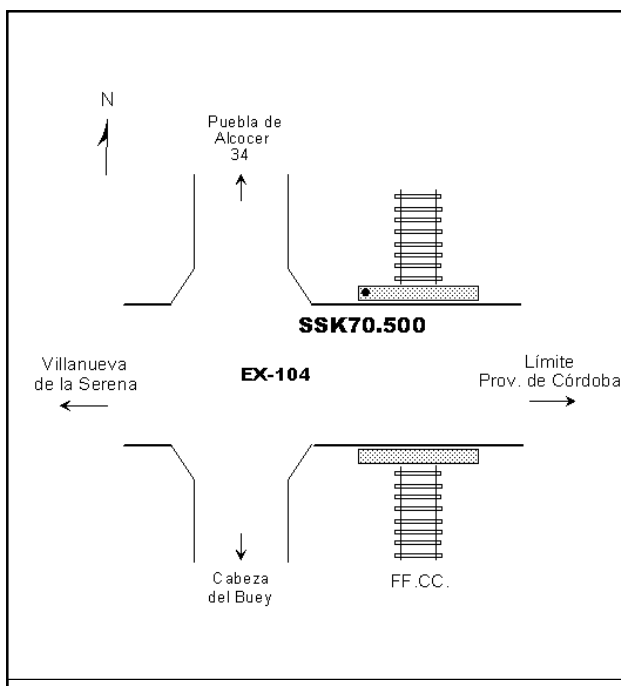 N
Puebla de
Alcocer
34
SSK70.500
Villanueva
de la Serena
EX-104
Límite
Prov. de Córdoba
Cabeza
del Buey
FF.CC.